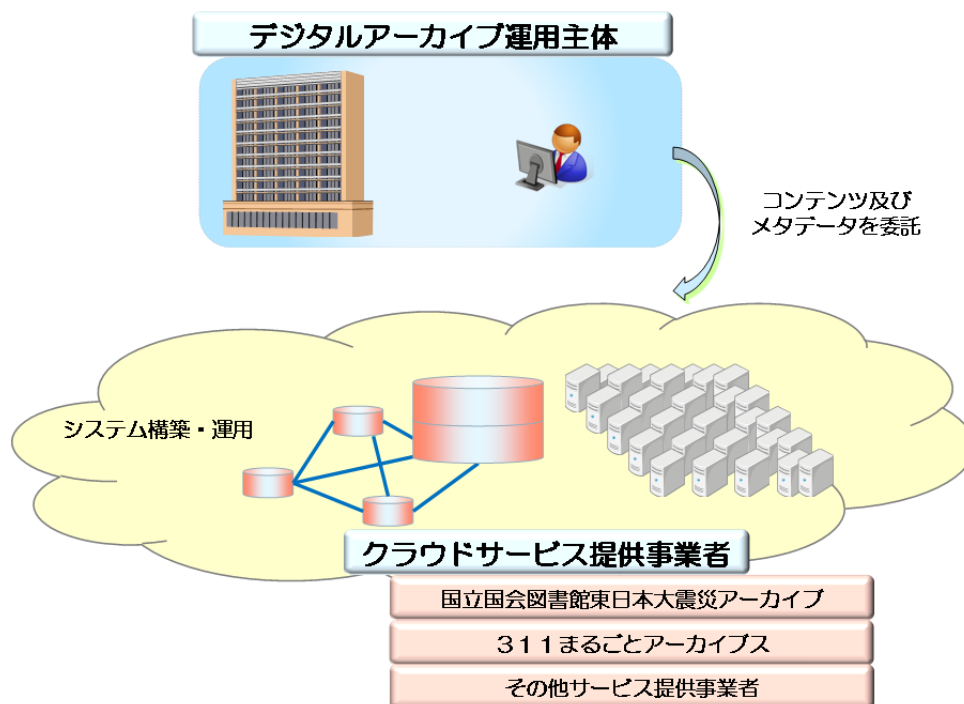 デジタルアーカイブ運用主体
コンテンツ及び
メタデータを委託
システム構築・運用
クラウドサービス提供事業者
国立国会図書館東日本大震災アーカイブ
３１１まるごとアーカイブス
その他サービス提供事業者